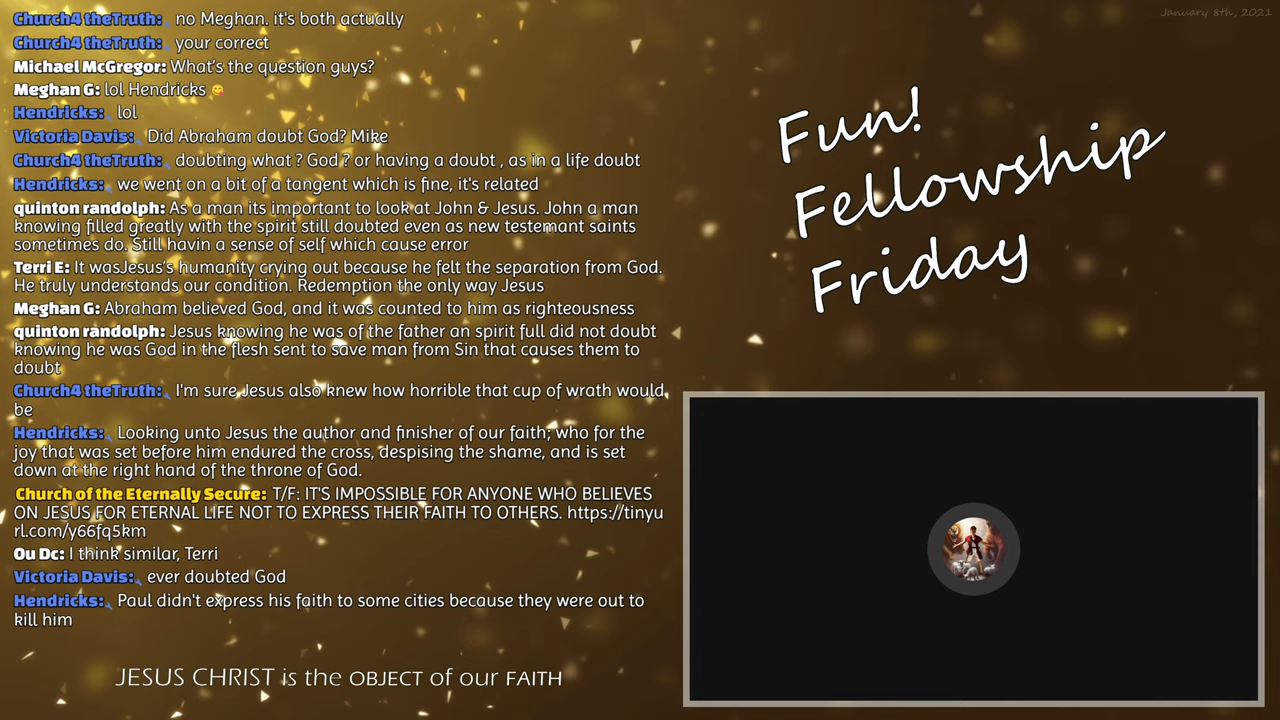 Church4 theTruth: no Meghan. it's both actually
Church4 theTruth: your correct
Michael McGregor: What's the question guys?
Meghan G: lol Hendricks 😋
Hendricks: lol
Victoria Davis: Did Abraham doubt God? Mike
Church4 theTruth: doubting what ? God ? or having a doubt , as in a life doubt
Hendricks: we went on a bit of a tangent which is fine, it's related
quinton randolph: As a man its important to look at John & Jesus. John a man
knowing filled greatly with the spirit still doubted even as new testemant saints
sometimes do. Still havin a sense of self which cause error
Terri E: It wasJesus's humanity crying out because he felt the separation from God.
He truly understands our condition. Redemption the only way Jesus
Meghan G: Abraham believed God, and it was counted to him as righteousness
quinton randolph: Jesus knowing he was of the father an spirit full did not doubt
knowing he was God in the flesh sent to save man from Sin that causes them to
doubt
Church4 theTruth: I'm sure Jesus also knew how horrible that cup of wrath would
be
Hendricks: Looking unto Jesus the author and finisher of our faith; who for the
joy that was set before him endured the cross, despising the shame, and is set
down at the right hand of the throne of God.
Church of the Eternally Secure: T/F: IT'S IMPOSSIBLE FOR ANYONE WHO BELIEVES
ON JESUS FOR ETERNAL LIFE NOT TO EXPRESS THEIR FAITH TO OTHERS. https://tinyu
rl.com/y66fq5km
Ou Dc: I think similar, Terri
Victoria Davis: ever doubted God
Hendricks: Paul didn't express his faith to some cities because they were out to
kill him
JESUS CHRIST is the OBJECT of our FAITH
January 8th, 2021
Fun!
Fellowship
Friday